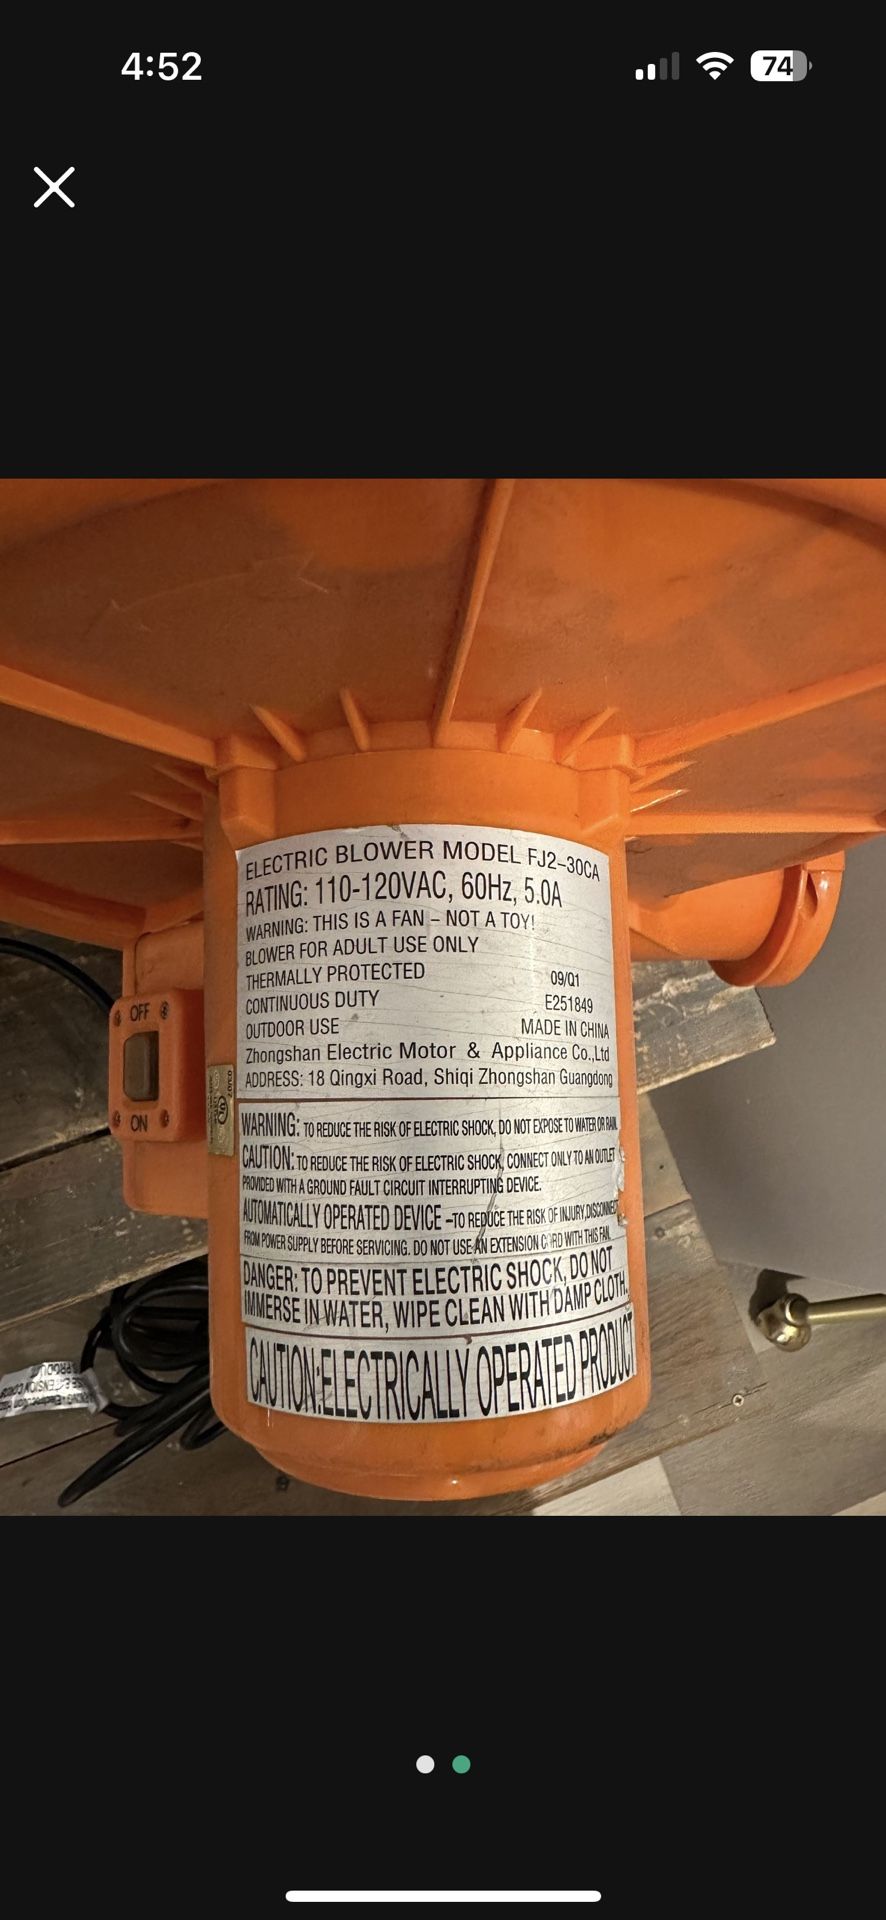 4:52
74
ELECTRIC BLOWER MODEL FJ2-30CA
RATING: 110-120VAC, 60Hz, 5.0A
WARNING: THIS IS A FAN - NOT A TOY!
BLOWER FOR ADULT USE ONLY
THERMALLY PROTECTED
09/Q1
CONTINUOUS DUTY
E251849
OUTDOOR USE
MADE IN CHINA
Zhongshan Electric Motor & Appliance Co.,Ltd
ADDRESS: 18 Qingxi Road, Shiqi Zhongshan Guangdong
OFF
ON
WARNING: TO REDUCE THE RISK OF ELECTRIC SHOCK, DO NOT EXPOSE TO WATER OR RAIN.
CAUTION: TO REDUCE THE RISK OF ELECTRIC SHOCK, CONNECT ONLY TO AN OUTLET
PROVIDED WITH A GROUND FAULT CIRCUIT INTERRUPTING DEVICE.
AUTOMATICALLY OPERATED DEVICE -TO REDUCE THE RISK OF INJURY,DISCONNECT
FROM POWER SUPPLY BEFORE SERVICING. DO NOT USE AN EXTENSION CORD WITH THIS FAN.
DANGER: TO PREVENT ELECTRIC SHOCK, DO NOT
IMMERSE IN WATER, WIPE CLEAN WITH DAMP CLOTH.
CAUTION:ELECTRICALLY OPERATED PRODUCT